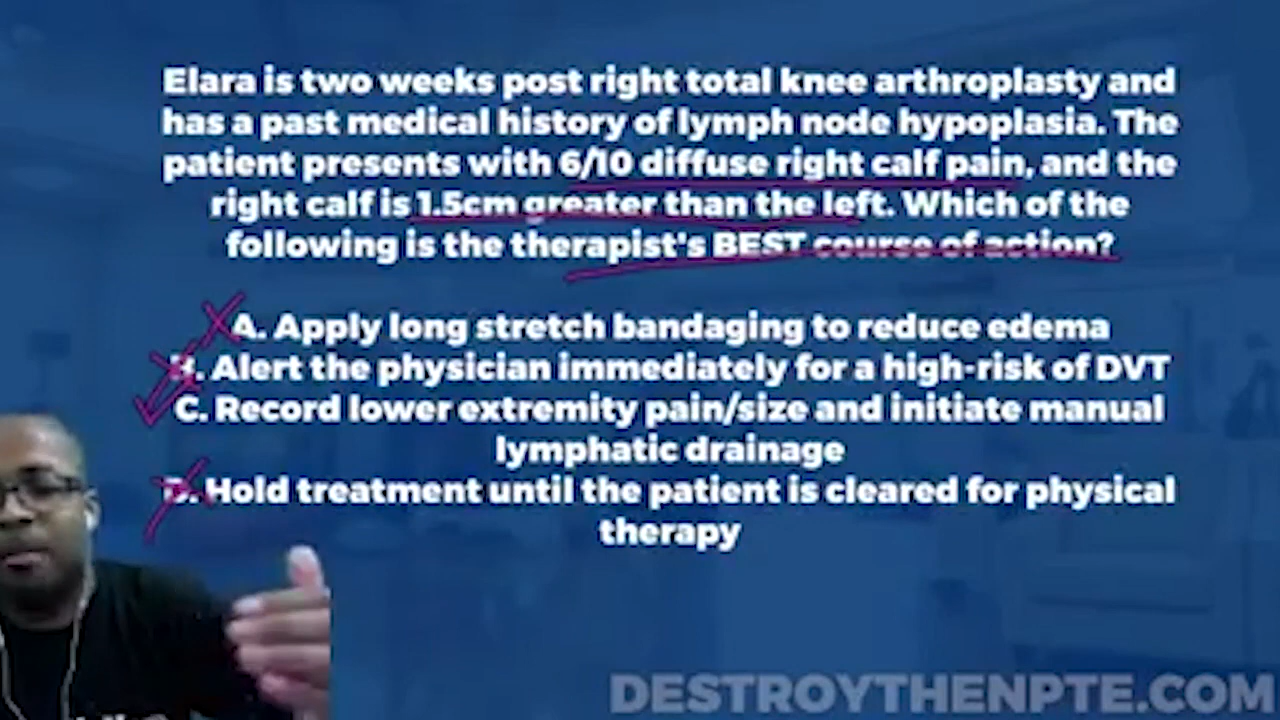 Elara is two weeks post right total knee arthroplasty and
has a past medical history of lymph node hypoplasia. The
patient presents with 6/10 diffuse right calf pain, and the
right calf is 1.5cm greater than the left. Which of the
following is the therapist's BEST course of action?
A. Apply long stretch bandaging to reduce edema
B. Alert the physician immediately for a high-risk of DVT
C. Record lower extremity pain/size and initiate manual
lymphatic drainage
D. Hold treatment until the patient is cleared for physical
therapy
DESTROYTHENPTE.COM